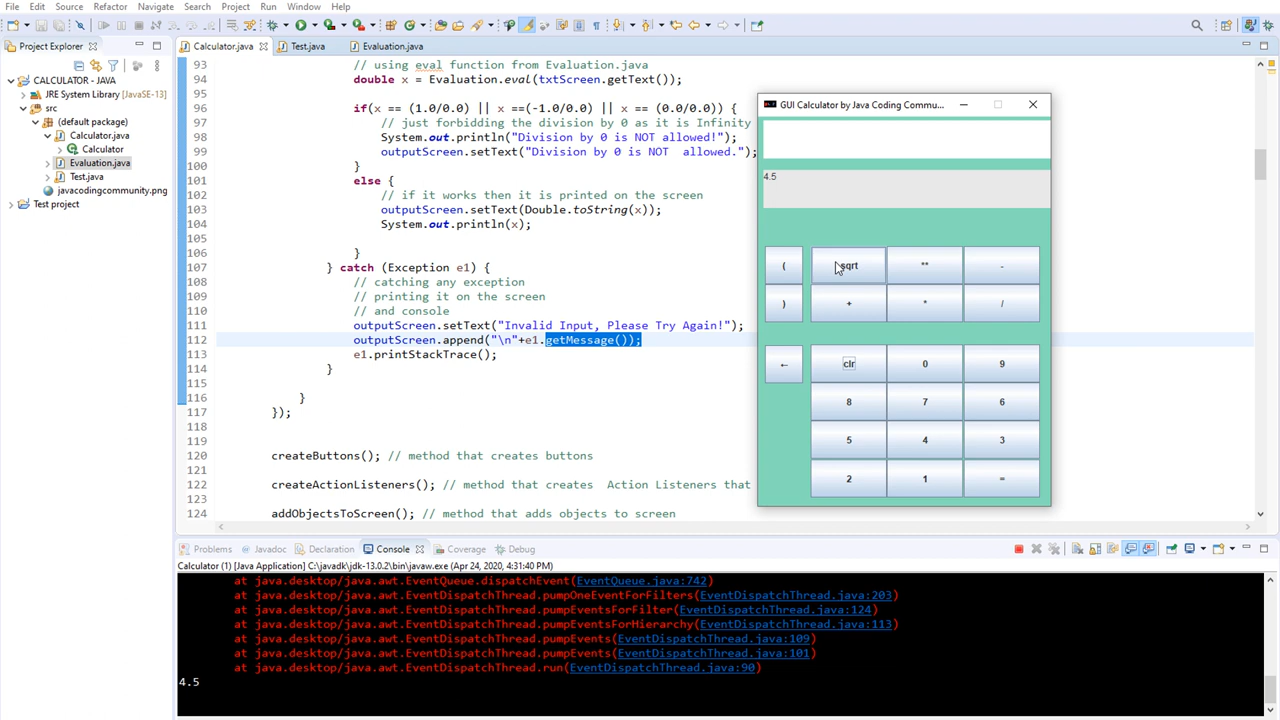 File Edit Source Refactor Navigate Search Project Run Window Help
Project Explorer
CALCULATOR - JAVA
JRE System Library [JavaSE-13]
src
(default package)
Calculator.java
Calculator
Evaluation.java
Test.java
javacodingcommunity.png
Test project
Calculator.java Test.java Evaluation.java
93 // using eval function from Evaluation.java
94 double x = Evaluation.eval(txtScreen.getText());
95
96 if(x == (1.0/0.0) || x ==(-1.0/0.0) || x == (0.0/0.0)) {
97 // just forbidding the division by 0 as it is Infinity
98 System.out.println("Division by 0 is NOT allowed!");
99 outputScreen.setText("Division by 0 is NOT  allowed.");
100 }
101 else {
102 // if it works then it is printed on the screen
103 outputScreen.setText(Double.toString(x));
104 System.out.println(x);
105
106 }
107 } catch (Exception e1) {
108 // catching any exception
109 // printing it on the screen
110 // and console
111 outputScreen.setText("Invalid Input, Please Try Again!");
112 outputScreen.append("\n"+e1.getMessage());
113 e1.printStackTrace();
114 }
115
116 }
117 });
118
119
120 createButtons(); // method that creates buttons
121
122 createActionListeners(); // method that creates  Action Listeners that
123
124 addObjectsToScreen(); // method that adds objects to screen
GUI Calculator by Java Coding Commu...
4.5
( sqrt ** -
) + * /
← clr 0 9
8 7 6
5 4 3
2 1 =
Problems Javadoc Declaration Console Coverage Debug
Calculator (1) [Java Application] C:\javadk\jdk-13.0.2\bin\javaw.exe (Apr 24, 2020, 4:31:40 PM)
at java.desktop/java.awt.EventQueue.dispatchEvent(EventQueue.java:742)
at java.desktop/java.awt.EventDispatchThread.pumpOneEventForFilters(EventDispatchThread.java:203)
at java.desktop/java.awt.EventDispatchThread.pumpEventsForFilter(EventDispatchThread.java:124)
at java.desktop/java.awt.EventDispatchThread.pumpEventsForHierarchy(EventDispatchThread.java:113)
at java.desktop/java.awt.EventDispatchThread.pumpEvents(EventDispatchThread.java:109)
at java.desktop/java.awt.EventDispatchThread.pumpEvents(EventDispatchThread.java:101)
at java.desktop/java.awt.EventDispatchThread.run(EventDispatchThread.java:90)
4.5